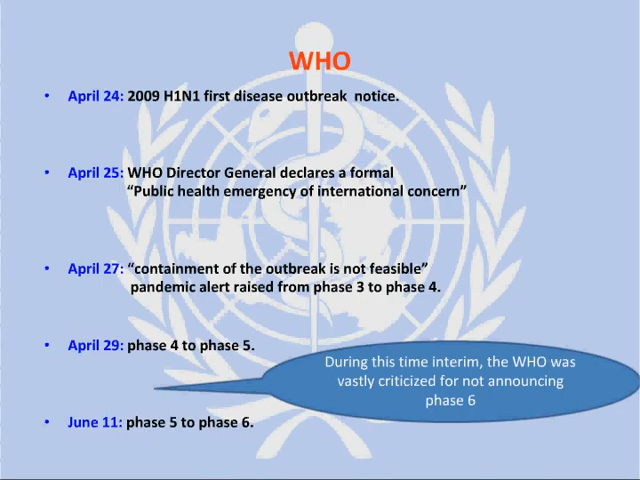 WHO
• April 24: 2009 H1N1 first disease outbreak notice.
• April 25: WHO Director General declares a formal
“Public health emergency of international concern”
• April 27: “containment of the outbreak is not feasible”
pandemic alert raised from phase 3 to phase 4.
• April 29: phase 4 to phase 5.
During this time interim, the WHO was
vastly criticized for not announcing
phase 6
• June 11: phase 5 to phase 6.